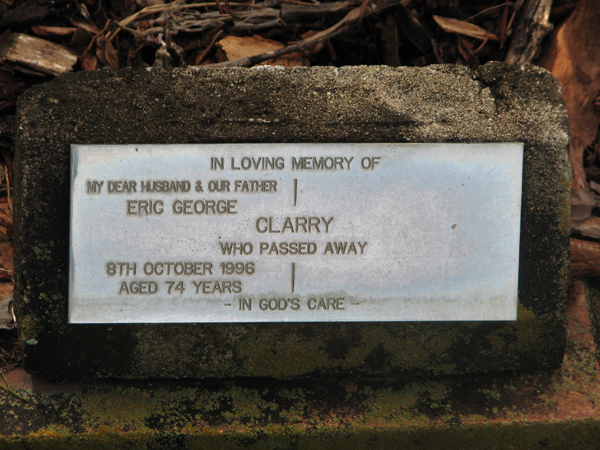 IN LOVING MEMORY OF
MY DEAR HUSBAND & OUR FATHER
ERIC GEORGE
CLARRY
WHO PASSED AWAY
8TH OCTOBER 1996
AGED 74 YEARS
- IN GOD'S CARE -